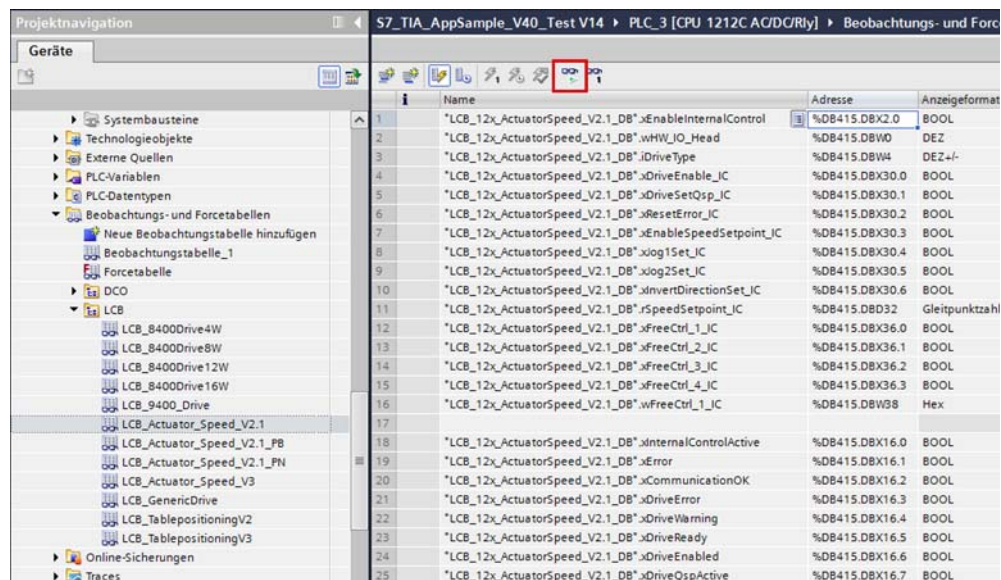 Projektnavigation
S7_TIA_AppSample_V40_Test V14 ▸ PLC_3 [CPU 1212C AC/DC/Rly] ▸ Beobachtungs- und Force
Geräte
i Name Adresse Anzeigeformat
Systembausteine
Technologieobjekte
Externe Quellen
PLC-Variablen
PLC-Datentypen
Beobachtungs- und Forcetabellen
Neue Beobachtungstabelle hinzufügen
Beobachtungstabelle_1
Forcetabelle
DCO
LCB
LCB_8400Drive4W
LCB_8400Drive8W
LCB_8400Drive12W
LCB_8400Drive16W
LCB_9400_Drive
LCB_Actuator_Speed_V2.1
LCB_Actuator_Speed_V2.1_PB
LCB_Actuator_Speed_V2.1_PN
LCB_Actuator_Speed_V3
LCB_GenericDrive
LCB_TablepositioningV2
LCB_TablepositioningV3
Online-Sicherungen
Traces
1 "LCB_12x_ActuatorSpeed_V2.1_DB".xEnableInternalControl %DB415.DBX2.0 BOOL
2 "LCB_12x_ActuatorSpeed_V2.1_DB".wHW_IO_Head %DB415.DBW0 DEZ
3 "LCB_12x_ActuatorSpeed_V2.1_DB".iDriveType %DB415.DBW4 DEZ+/-
4 "LCB_12x_ActuatorSpeed_V2.1_DB".xDriveEnable_IC %DB415.DBX30.0 BOOL
5 "LCB_12x_ActuatorSpeed_V2.1_DB".xDriveSetQsp_IC %DB415.DBX30.1 BOOL
6 "LCB_12x_ActuatorSpeed_V2.1_DB".xResetError_IC %DB415.DBX30.2 BOOL
7 "LCB_12x_ActuatorSpeed_V2.1_DB".xEnableSpeedSetpoint_IC %DB415.DBX30.3 BOOL
8 "LCB_12x_ActuatorSpeed_V2.1_DB".xJog1Set_IC %DB415.DBX30.4 BOOL
9 "LCB_12x_ActuatorSpeed_V2.1_DB".xJog2Set_IC %DB415.DBX30.5 BOOL
10 "LCB_12x_ActuatorSpeed_V2.1_DB".xInvertDirectionSet_IC %DB415.DBX30.6 BOOL
11 "LCB_12x_ActuatorSpeed_V2.1_DB".rSpeedSetpoint_IC %DB415.DBD32 Gleitpunktzahl
12 "LCB_12x_ActuatorSpeed_V2.1_DB".xFreeCtrl_1_IC %DB415.DBX36.0 BOOL
13 "LCB_12x_ActuatorSpeed_V2.1_DB".xFreeCtrl_2_IC %DB415.DBX36.1 BOOL
14 "LCB_12x_ActuatorSpeed_V2.1_DB".xFreeCtrl_3_IC %DB415.DBX36.2 BOOL
15 "LCB_12x_ActuatorSpeed_V2.1_DB".xFreeCtrl_4_IC %DB415.DBX36.3 BOOL
16 "LCB_12x_ActuatorSpeed_V2.1_DB".wFreeCtrl_1_IC %DB415.DBW38 Hex
17
18 "LCB_12x_ActuatorSpeed_V2.1_DB".xInternalControlActive %DB415.DBX16.0 BOOL
19 "LCB_12x_ActuatorSpeed_V2.1_DB".xError %DB415.DBX16.1 BOOL
20 "LCB_12x_ActuatorSpeed_V2.1_DB".xCommunicationOK %DB415.DBX16.2 BOOL
21 "LCB_12x_ActuatorSpeed_V2.1_DB".xDriveError %DB415.DBX16.3 BOOL
22 "LCB_12x_ActuatorSpeed_V2.1_DB".xDriveWarning %DB415.DBX16.4 BOOL
23 "LCB_12x_ActuatorSpeed_V2.1_DB".xDriveReady %DB415.DBX16.5 BOOL
24 "LCB_12x_ActuatorSpeed_V2.1_DB".xDriveEnabled %DB415.DBX16.6 BOOL
25 "LCB_12x_ActuatorSpeed_V2.1_DB".xDriveQspActive %DB415.DBX16.7 BOOL